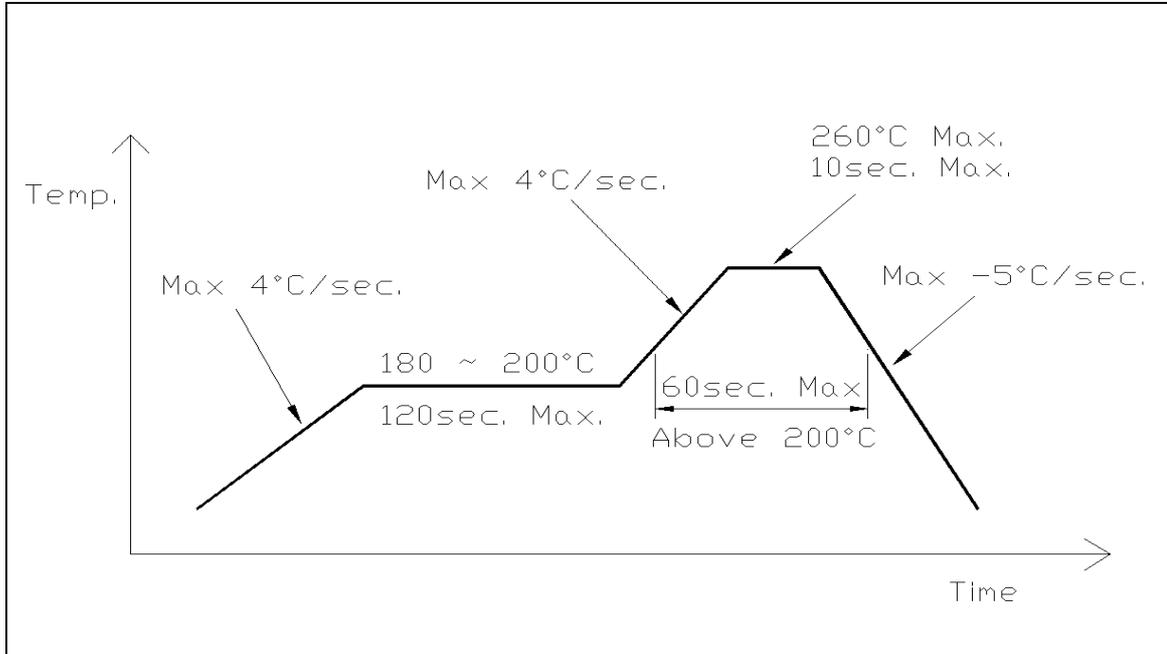 260°C Max.
10sec. Max.
Max 4°C/sec.
Temp.
Max -5°C/sec.
Max 4°C/sec.
180 ~ 200°C
120sec. Max.
60sec. Max
Above 200°C
Time